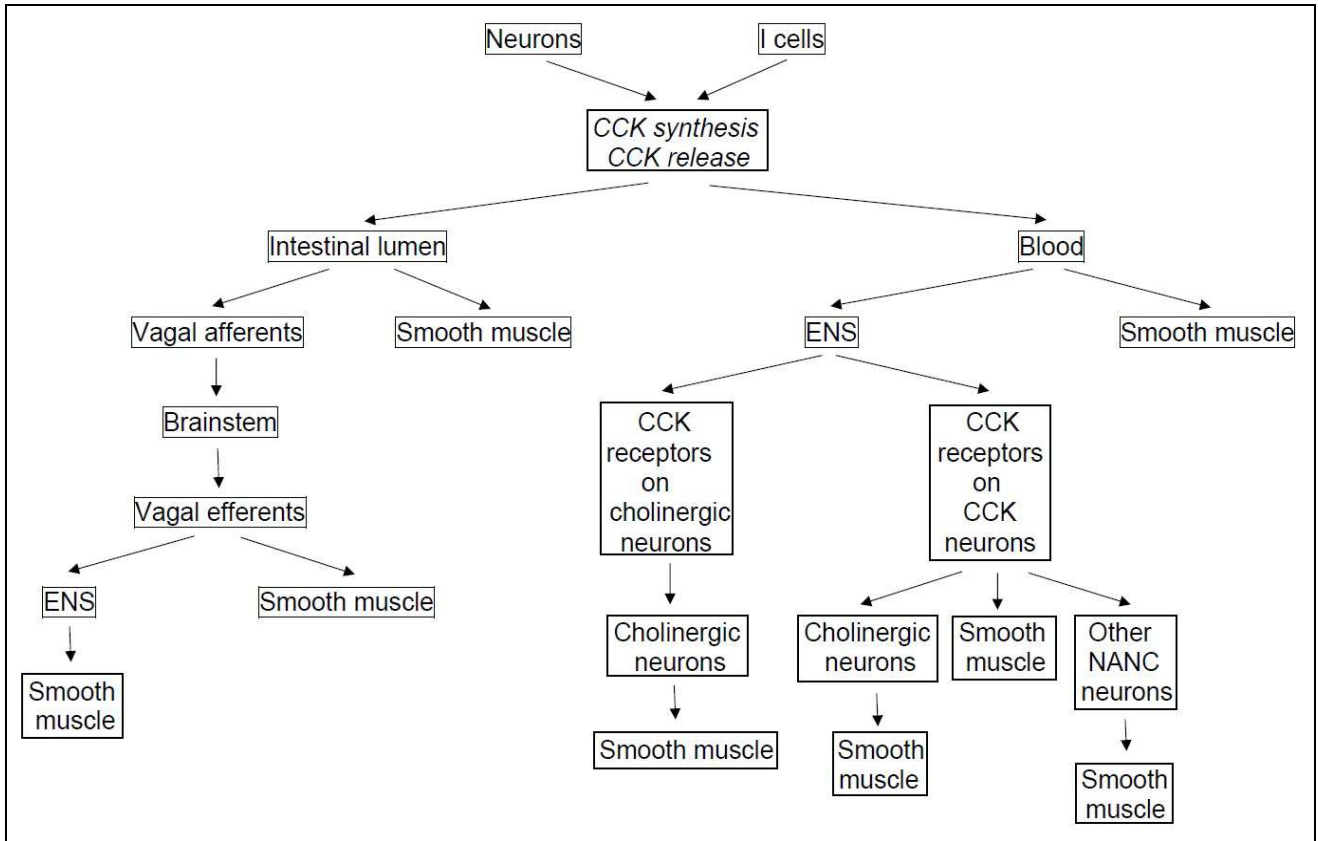 Neurons
I cells
CCK synthesis
CCK release
Intestinal lumen
Blood
Vagal afferents
Smooth muscle
ENS
Smooth muscle
Brainstem
CCK
receptors
on
cholinergic
neurons
CCK
receptors
on
CCK
neurons
Vagal efferents
ENS
Smooth muscle
Cholinergic
neurons
Cholinergic
neurons
Smooth
muscle
Other
NANC
neurons
Smooth
muscle
Smooth muscle
Smooth
muscle
Smooth
muscle